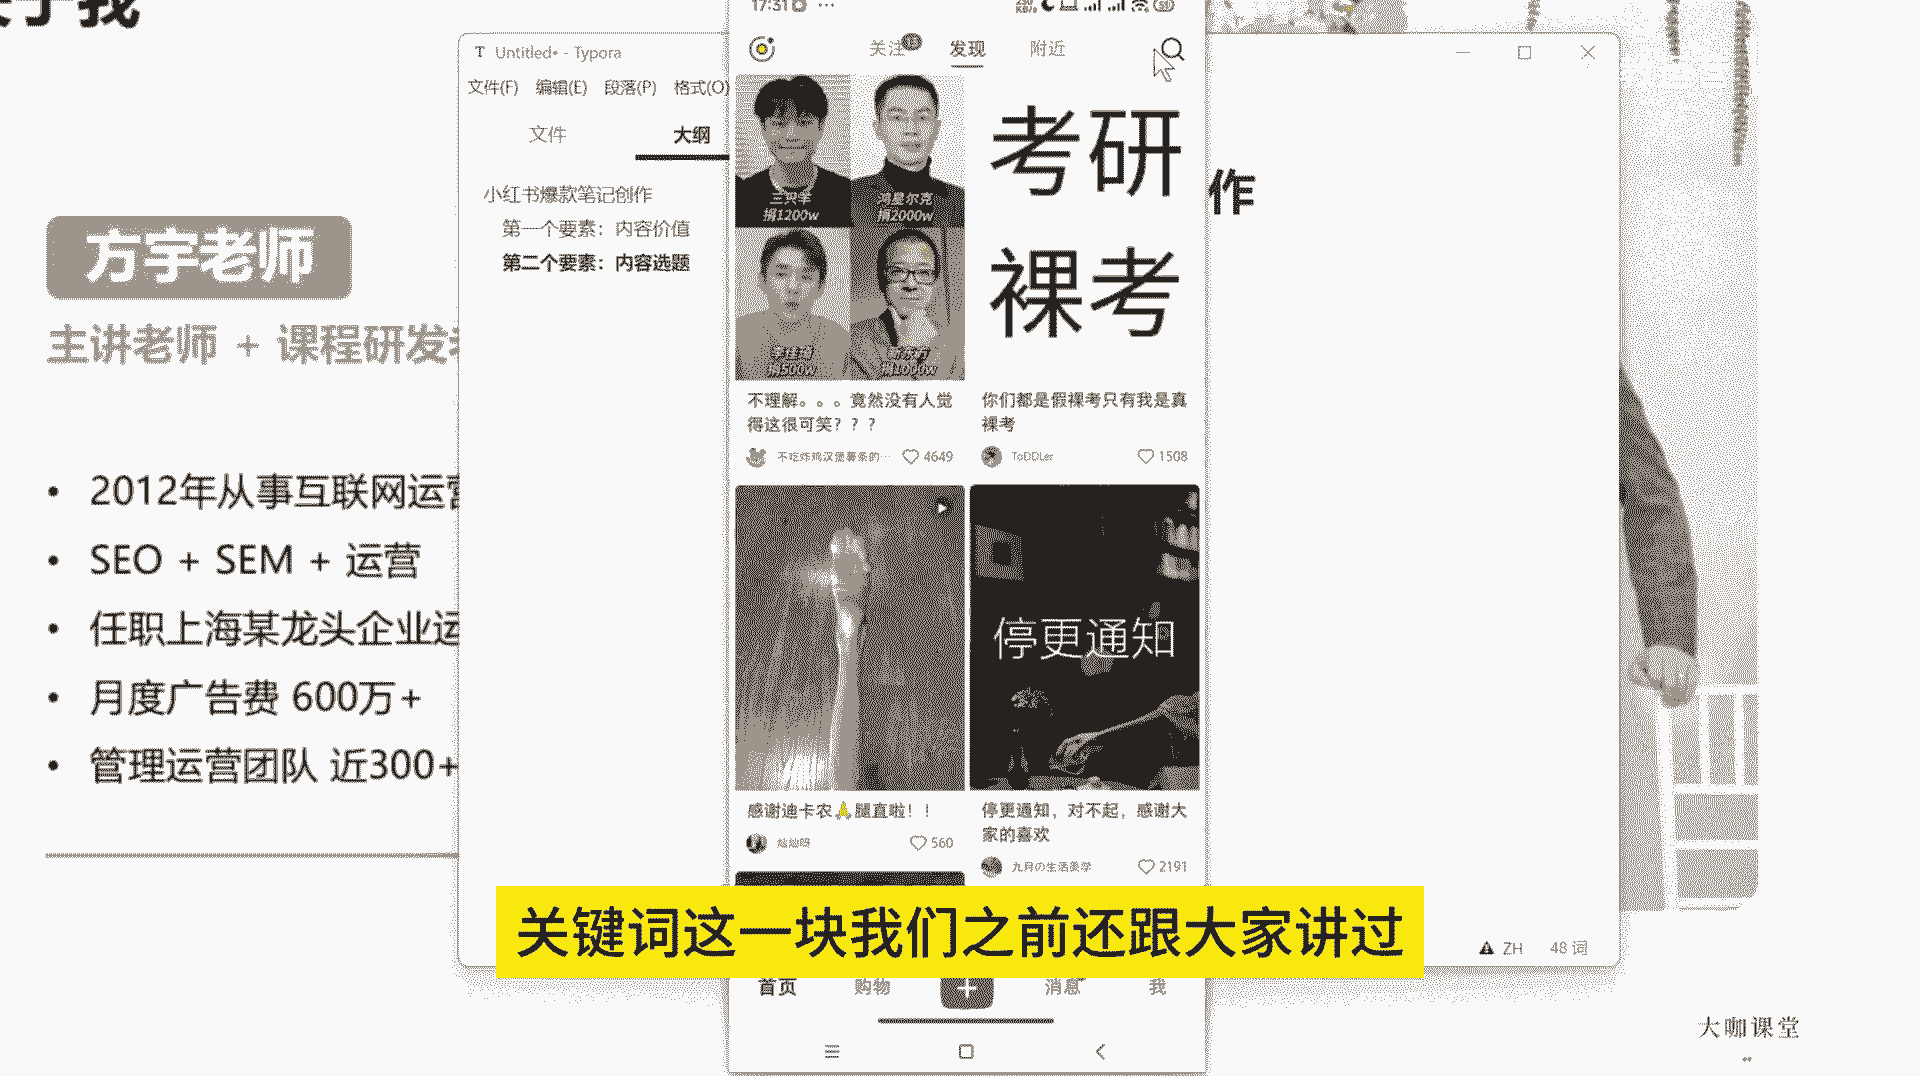 于我
方宇老师
主讲老师 + 课程研发老
2012年从事互联网运营
SEO + SEM + 运营
任职上海某龙头企业运
月度广告费 600万+
管理运营团队 近300+
Untitled• - Typora
文件(F) 编辑(E) 段落(P) 格式(O)
文件 大纲
小红书爆款笔记创作
第一个要素：内容价值
第二个要素：内容选题
作
17:31
关注 发现 附近
三只羊
捐1200w
鸿星尔克
捐2000w
李佳琦
捐500w
新东方
捐1000w
考研
裸考
不理解。。。竟然没有人觉
得这很可笑？？？
不吃炸鸡汉堡薯条的… 4649
你们都是假裸考只有我是真
裸考
ToDDLer 1508
停更通知
感谢迪卡农🙏腿直啦！！
560
停更通知，对不起，感谢大
家的喜欢
九月の生活美学 2191
关键词这一块我们之前还跟大家讲过
首页 购物 消息 我
ZH 48 词
大咖课堂